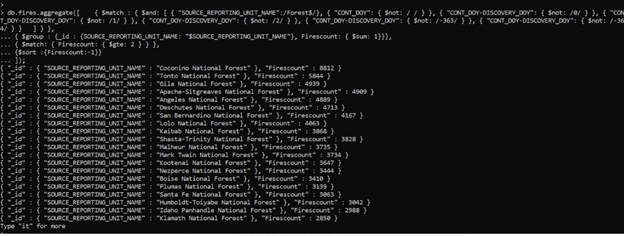 >
> db.fires.aggregate([    { $match : { $and: [ { "SOURCE_REPORTING_UNIT_NAME":/Forest$/}, { "CONT_DOY": { $not: / / } }, { "CONT_DOY": { $not: /0/ } }, { "CON
T_DOY-DISCOVERY_DOY": { $not: /1/ } }, { "CONT_DOY-DISCOVERY_DOY": { $not: /2/ } }, { "CONT_DOY-DISCOVERY_DOY": { $not: /-363/ } }, { "CONT_DOY-DISCOVERY_DOY": { $not: /-36
4/ } }   ] } },
... { $group : {_id : {SOURCE_REPORTING_UNIT_NAME: "$SOURCE_REPORTING_UNIT_NAME"}, Firescount: { $sum: 1}}},
... { $match: { Firescount: { $gte: 2 } } },
... {$sort :{Firescount:-1}}
... ]);
{ "_id" : { "SOURCE_REPORTING_UNIT_NAME" : "Coconino National Forest" }, "Firescount" : 8812 }
{ "_id" : { "SOURCE_REPORTING_UNIT_NAME" : "Tonto National Forest" }, "Firescount" : 5844 }
{ "_id" : { "SOURCE_REPORTING_UNIT_NAME" : "Gila National Forest" }, "Firescount" : 4939 }
{ "_id" : { "SOURCE_REPORTING_UNIT_NAME" : "Apache-Sitgreaves National Forest" }, "Firescount" : 4909 }
{ "_id" : { "SOURCE_REPORTING_UNIT_NAME" : "Angeles National Forest" }, "Firescount" : 4889 }
{ "_id" : { "SOURCE_REPORTING_UNIT_NAME" : "Deschutes National Forest" }, "Firescount" : 4713 }
{ "_id" : { "SOURCE_REPORTING_UNIT_NAME" : "San Bernardino National Forest" }, "Firescount" : 4167 }
{ "_id" : { "SOURCE_REPORTING_UNIT_NAME" : "Lolo National Forest" }, "Firescount" : 4063 }
{ "_id" : { "SOURCE_REPORTING_UNIT_NAME" : "Kaibab National Forest" }, "Firescount" : 3868 }
{ "_id" : { "SOURCE_REPORTING_UNIT_NAME" : "Shasta-Trinity National Forest" }, "Firescount" : 3828 }
{ "_id" : { "SOURCE_REPORTING_UNIT_NAME" : "Malheur National Forest" }, "Firescount" : 3735 }
{ "_id" : { "SOURCE_REPORTING_UNIT_NAME" : "Mark Twain National Forest" }, "Firescount" : 3734 }
{ "_id" : { "SOURCE_REPORTING_UNIT_NAME" : "Kootenai National Forest" }, "Firescount" : 3647 }
{ "_id" : { "SOURCE_REPORTING_UNIT_NAME" : "Nezperce National Forest" }, "Firescount" : 3444 }
{ "_id" : { "SOURCE_REPORTING_UNIT_NAME" : "Boise National Forest" }, "Firescount" : 3410 }
{ "_id" : { "SOURCE_REPORTING_UNIT_NAME" : "Plumas National Forest" }, "Firescount" : 3139 }
{ "_id" : { "SOURCE_REPORTING_UNIT_NAME" : "Santa Fe National Forest" }, "Firescount" : 3063 }
{ "_id" : { "SOURCE_REPORTING_UNIT_NAME" : "Humboldt-Toiyabe National Forest" }, "Firescount" : 3042 }
{ "_id" : { "SOURCE_REPORTING_UNIT_NAME" : "Idaho Panhandle National Forest" }, "Firescount" : 2988 }
{ "_id" : { "SOURCE_REPORTING_UNIT_NAME" : "Klamath National Forest" }, "Firescount" : 2850 }
Type "it" for more